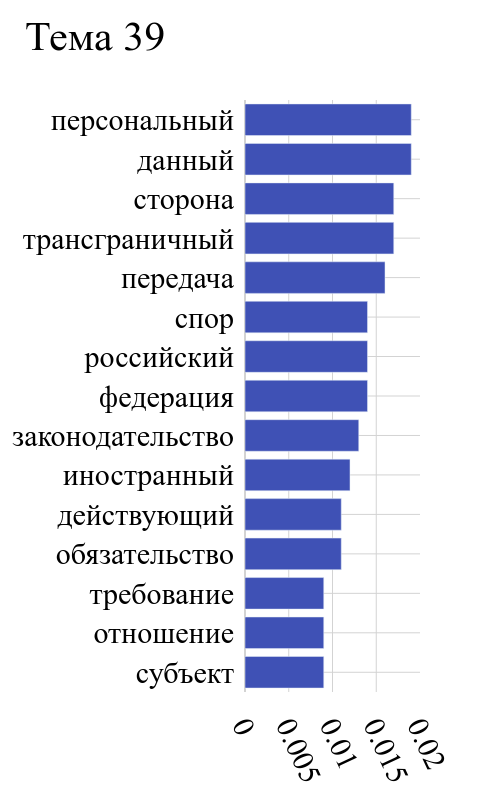 Тема 39
персональный
данный
сторона
трансграничный
передача
спор
российский
федерация
законодательство
иностранный
действующий
обязательство
требование
отношение
субъект
0
0.005
0.01
0.015
0.02